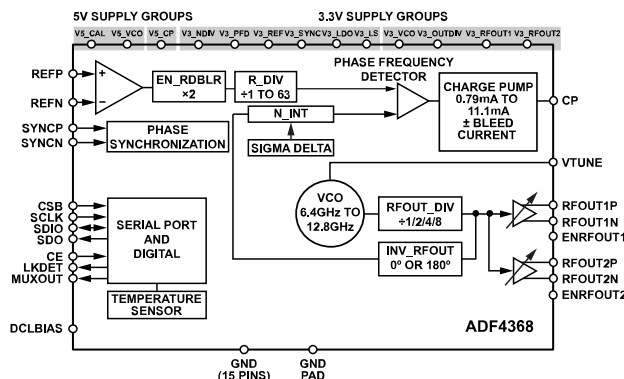 5V SUPPLY GROUPS
3.3V SUPPLY GROUPS
V5_CAL V5_VCO V5_CP V3_NDIV V3_PFD V3_REF V3_SYNC V3_LDO V3_LS V3_VCO V3_OUTDIV V3_RFOUT1 V3_RFOUT2
REFP
+
REFN
−
EN_RDBLR
×2
R_DIV
÷1 TO 63
PHASE FREQUENCY
DETECTOR
CHARGE PUMP
0.79mA TO
11.1mA
± BLEED
CURRENT
CP
N_INT
SIGMA DELTA
SYNCP
SYNCN
PHASE
SYNCHRONIZATION
VTUNE
VCO
6.4GHz TO
12.8GHz
RFOUT_DIV
÷1/2/4/8
INV_RFOUT
0º OR 180º
RFOUT1P
RFOUT1N
ENRFOUT1
RFOUT2P
RFOUT2N
ENRFOUT2
CSB
SCLK
SDIO
SDO
CE
LKDET
MUXOUT
SERIAL PORT
AND
DIGITAL
TEMPERATURE
SENSOR
DCLBIAS
ADF4368
GND
(15 PINS)
GND
PAD